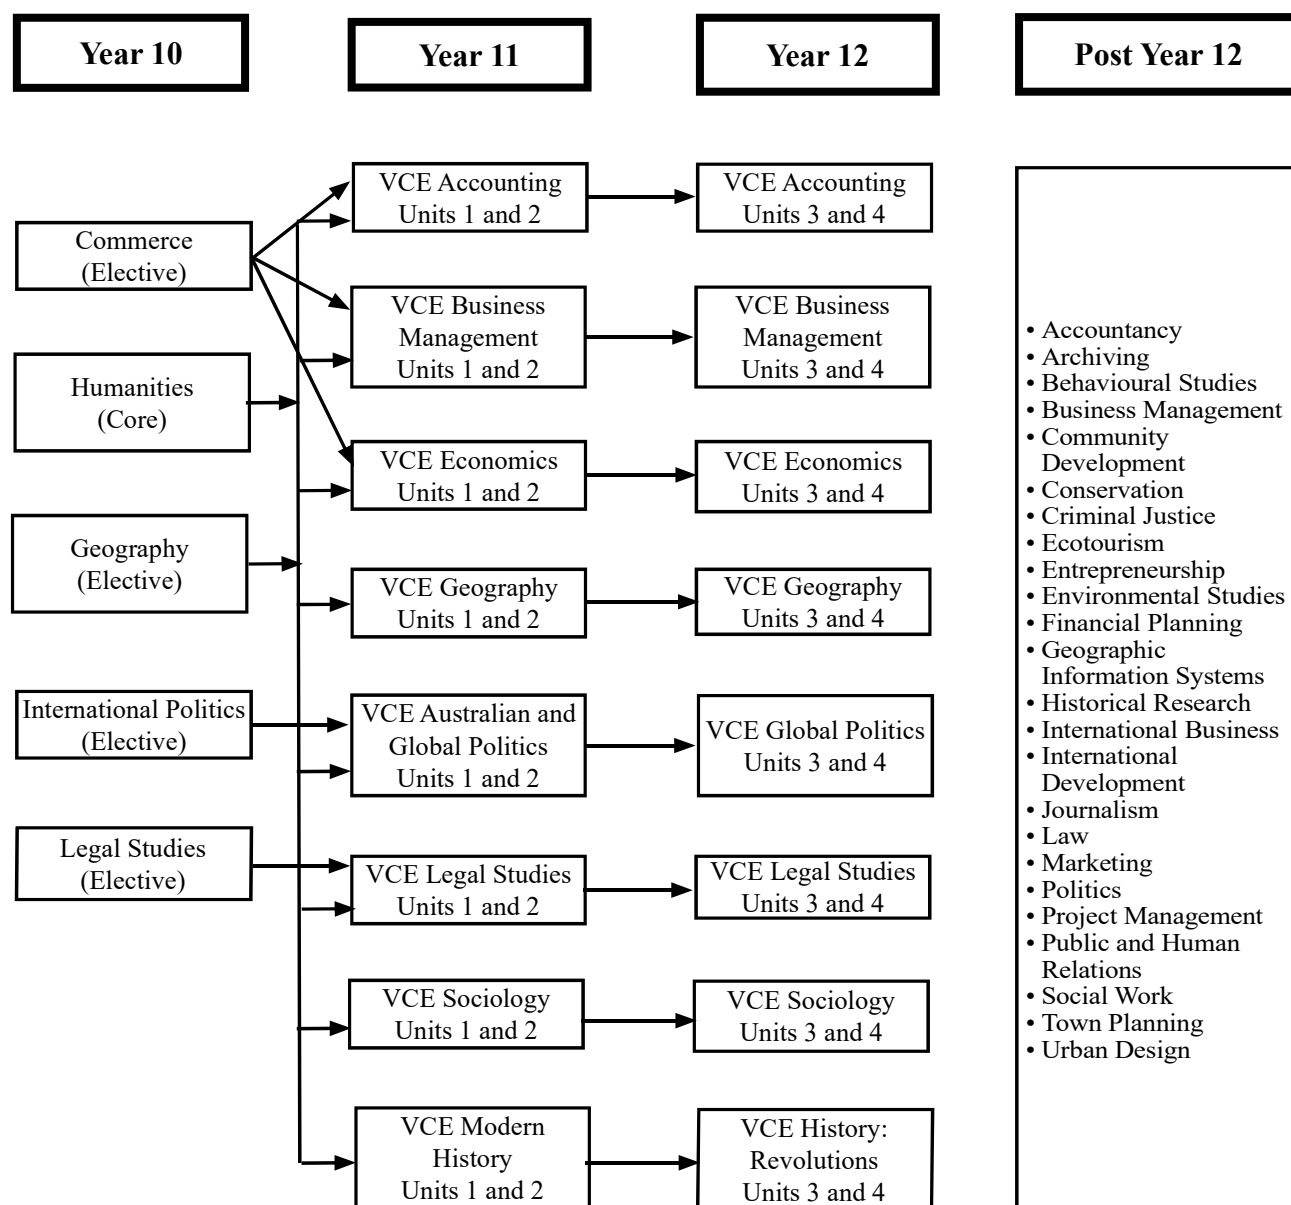 Year 10
Year 11
Year 12
Post Year 12
Commerce
(Elective)
Humanities
(Core)
Geography
(Elective)
International Politics
(Elective)
Legal Studies
(Elective)
VCE Accounting
Units 1 and 2
VCE Business
Management
Units 1 and 2
VCE Economics
Units 1 and 2
VCE Geography
Units 1 and 2
VCE Australian and
Global Politics
Units 1 and 2
VCE Legal Studies
Units 1 and 2
VCE Sociology
Units 1 and 2
VCE Modern
History
Units 1 and 2
VCE Accounting
Units 3 and 4
VCE Business
Management
Units 3 and 4
VCE Economics
Units 3 and 4
VCE Geography
Units 3 and 4
VCE Global Politics
Units 3 and 4
VCE Legal Studies
Units 3 and 4
VCE Sociology
Units 3 and 4
VCE History:
Revolutions
Units 3 and 4
• Accountancy
• Archiving
• Behavioural Studies
• Business Management
• Community
Development
• Conservation
• Criminal Justice
• Ecotourism
• Entrepreneurship
• Environmental Studies
• Financial Planning
• Geographic
Information Systems
• Historical Research
• International Business
• International
Development
• Journalism
• Law
• Marketing
• Politics
• Project Management
• Public and Human
Relations
• Social Work
• Town Planning
• Urban Design